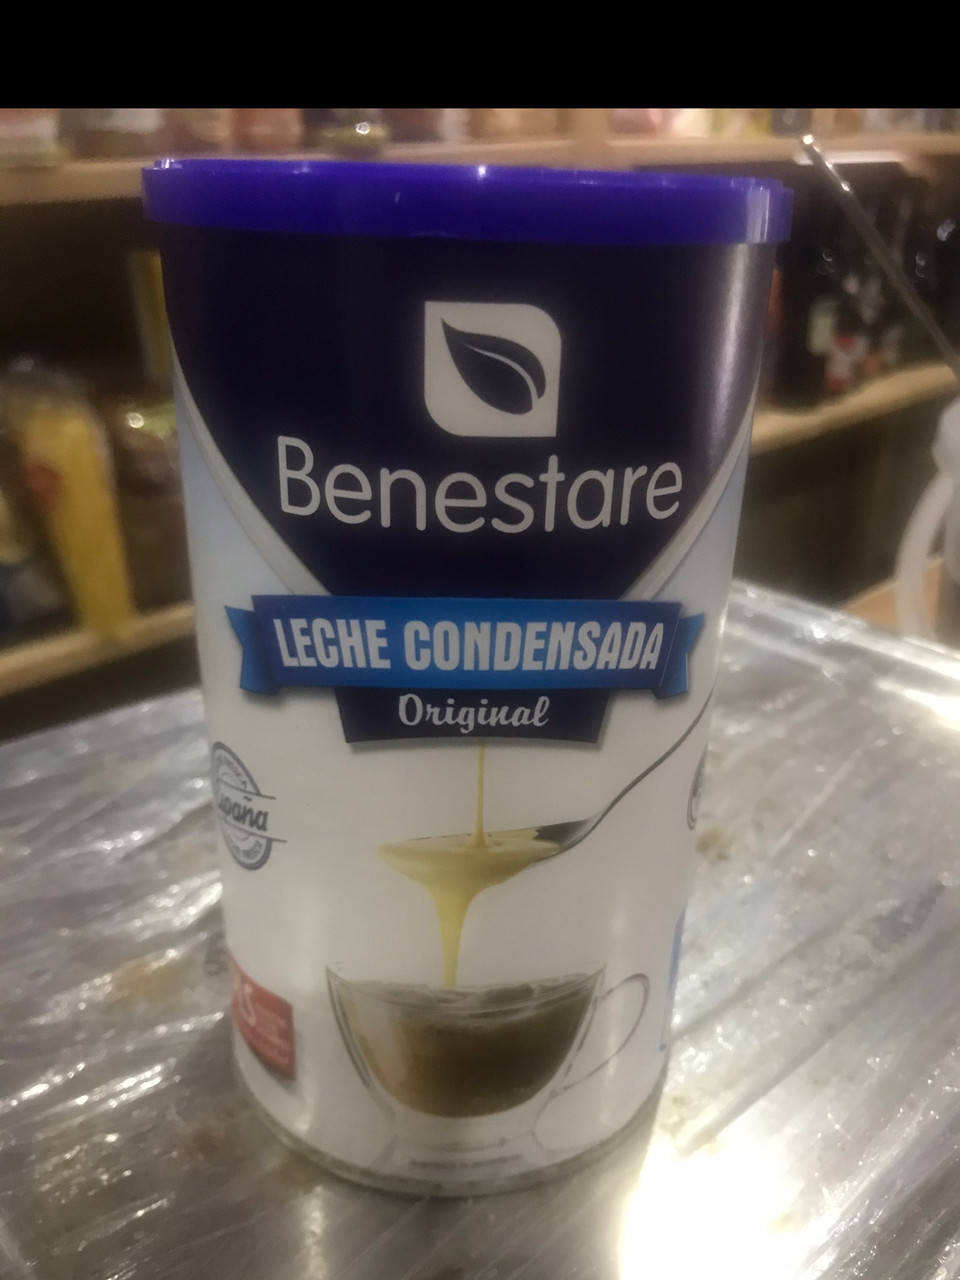 Benestare
LECHE CONDENSADA
Original